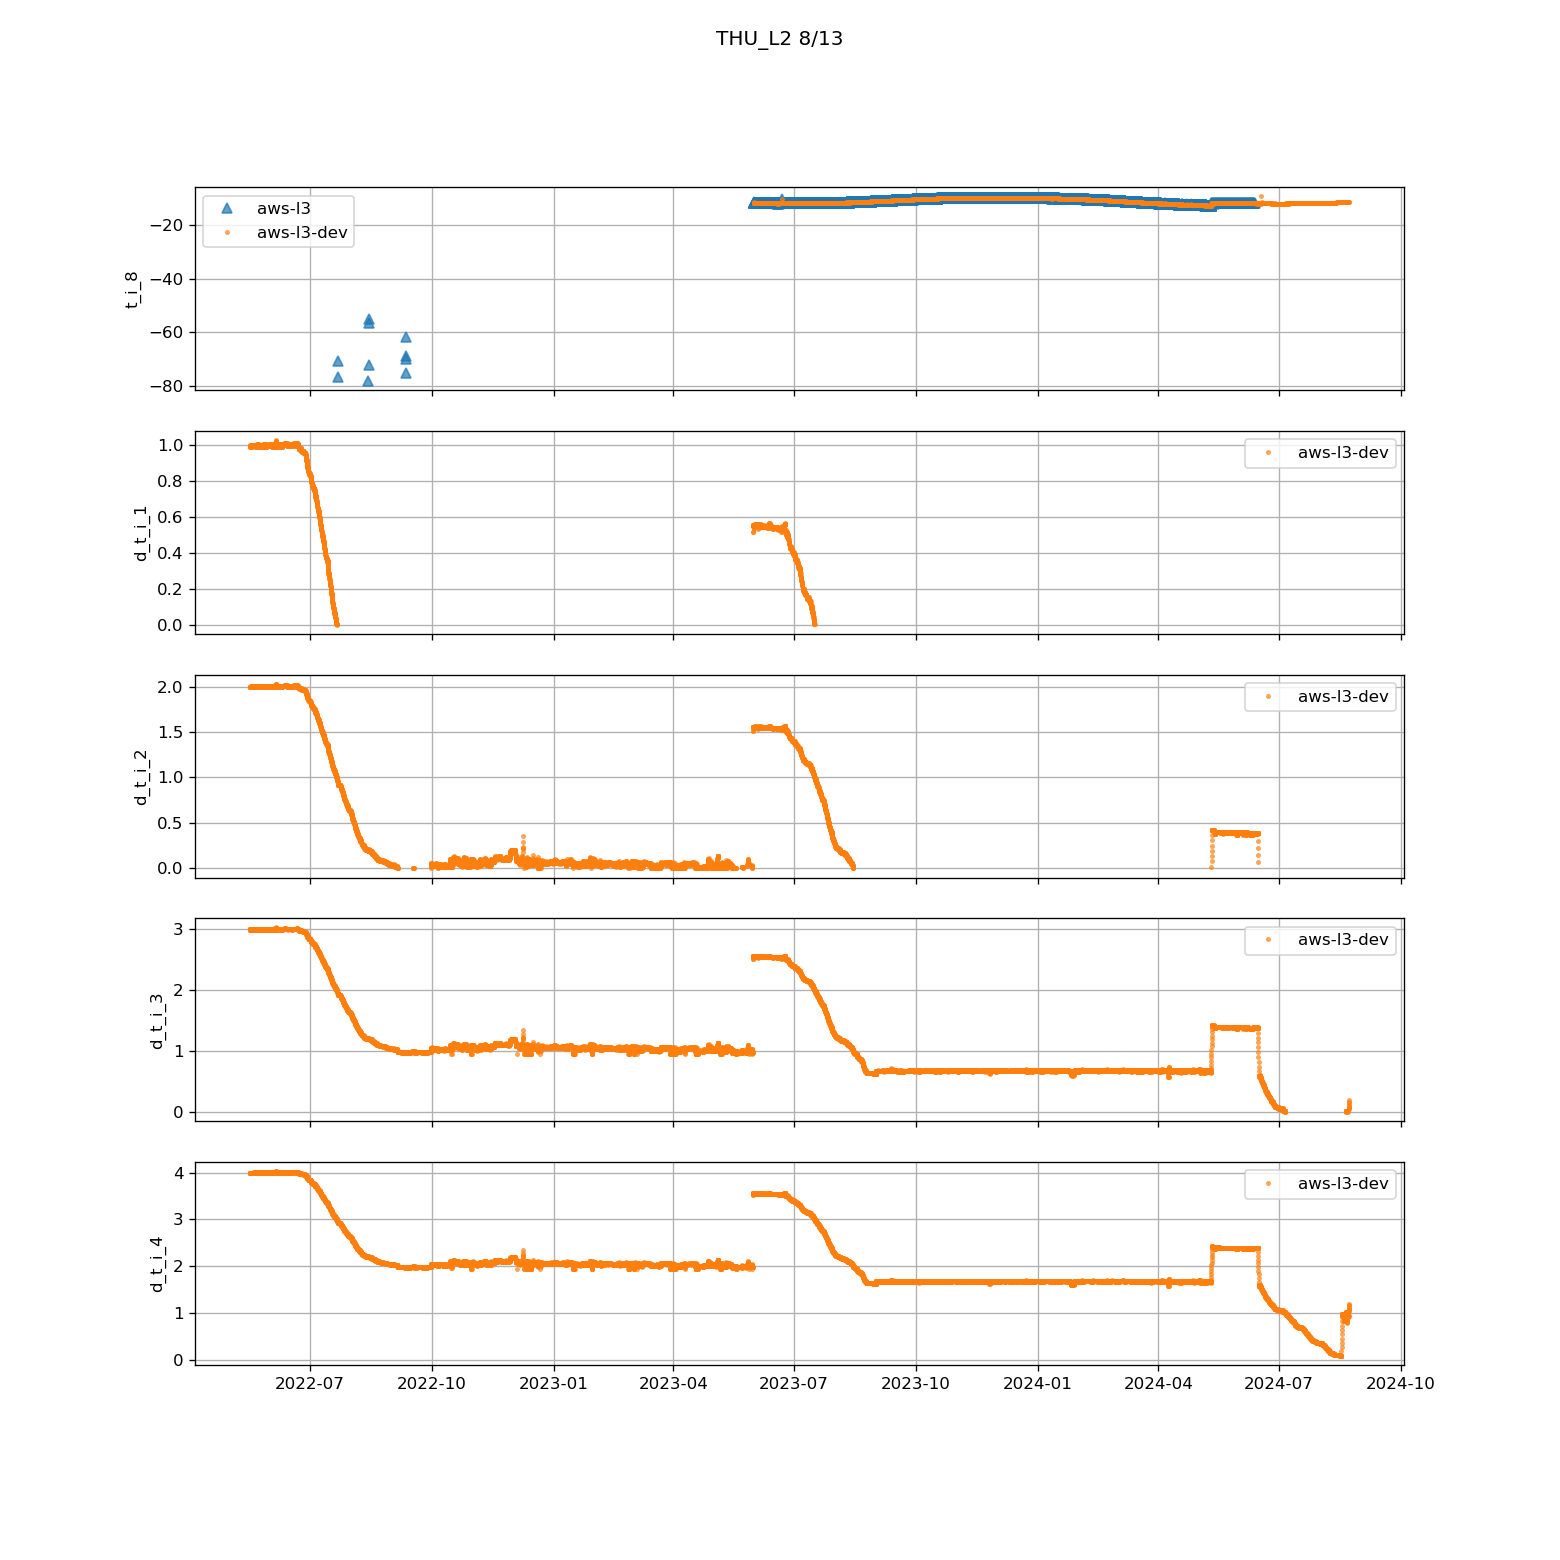 THU_L2 8/13
aws-l3
aws-l3-dev
t_i_8
−20
−40
−60
−80
aws-l3-dev
d_t_i_1
1.0
0.8
0.6
0.4
0.2
0.0
aws-l3-dev
d_t_i_2
2.0
1.5
1.0
0.5
0.0
aws-l3-dev
d_t_i_3
3
2
1
0
aws-l3-dev
d_t_i_4
4
3
2
1
0
2022-07 2022-10 2023-01 2023-04 2023-07 2023-10 2024-01 2024-04 2024-07 2024-10